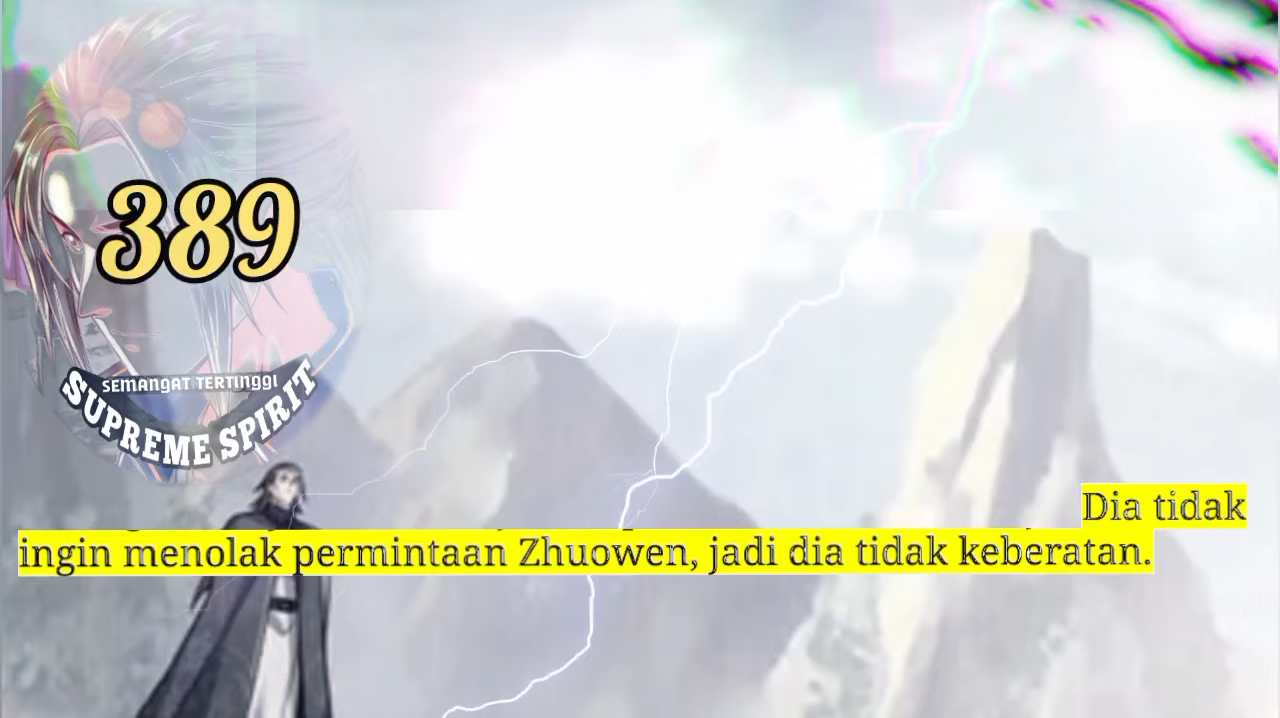 389
SEMANGAT TERTINGGI
SUPREME SPIRIT
Dia tidak
ingin menolak permintaan Zhuowen, jadi dia tidak keberatan.